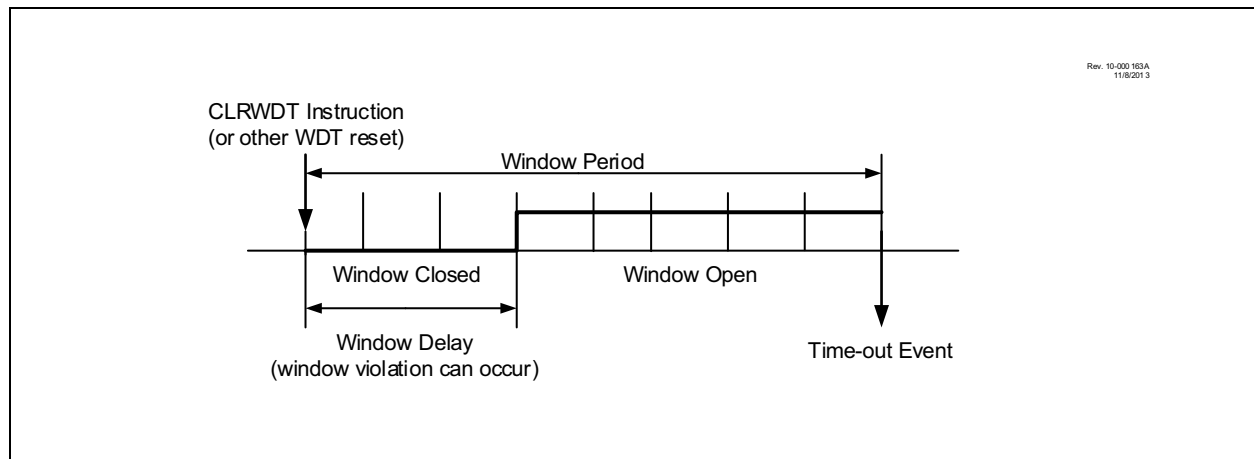 Rev. 10-000 163A
11/8/201 3
CLRWDT Instruction
(or other WDT reset)
Window Period
Window Closed
Window Open
Window Delay
(window violation can occur)
Time-out Event